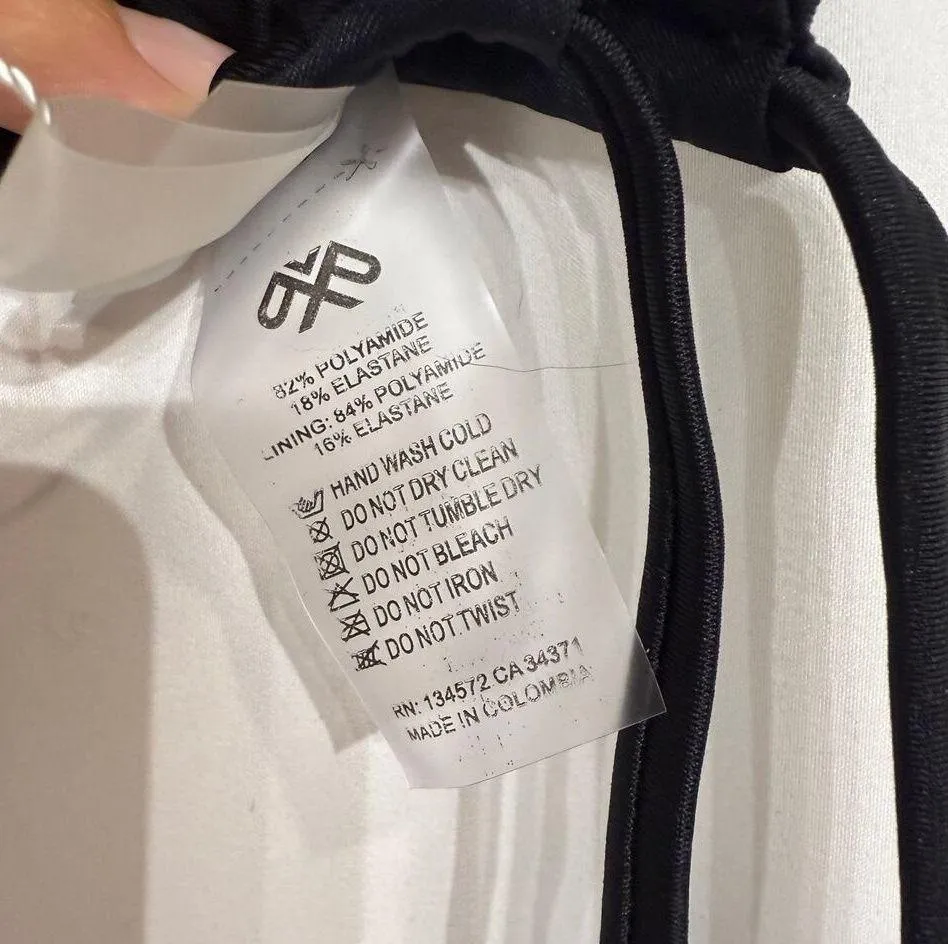 82% POLYAMIDE
18% ELASTANE
LINING: 84% POLYAMIDE
16% ELASTANE
HAND WASH COLD
DO NOT DRY CLEAN
DO NOT TUMBLE DRY
DO NOT BLEACH
DO NOT IRON
DO NOT TWIST
RN: 134572 CA 34371
MADE IN COLOMBIA